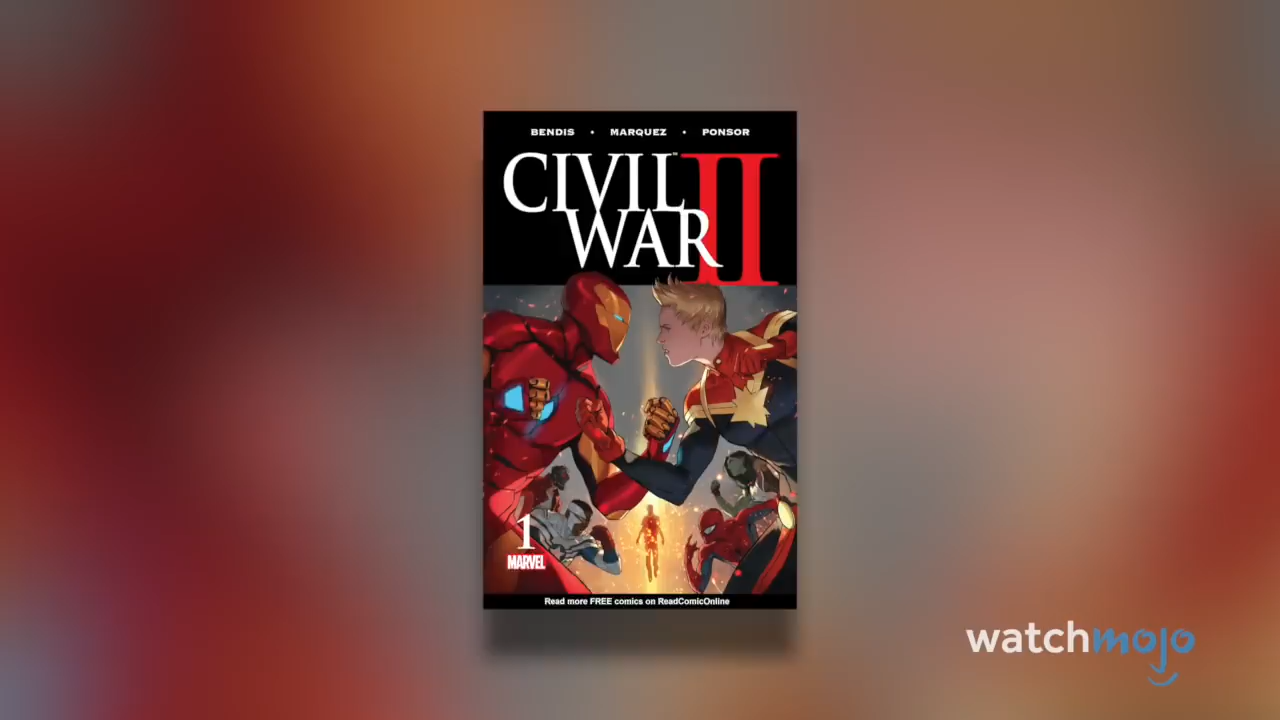 BENDIS • MARQUEZ • PONSOR
CIVIL
WAR
II
1
MARVEL
Read more FREE comics on ReadComicOnline
watchmojo